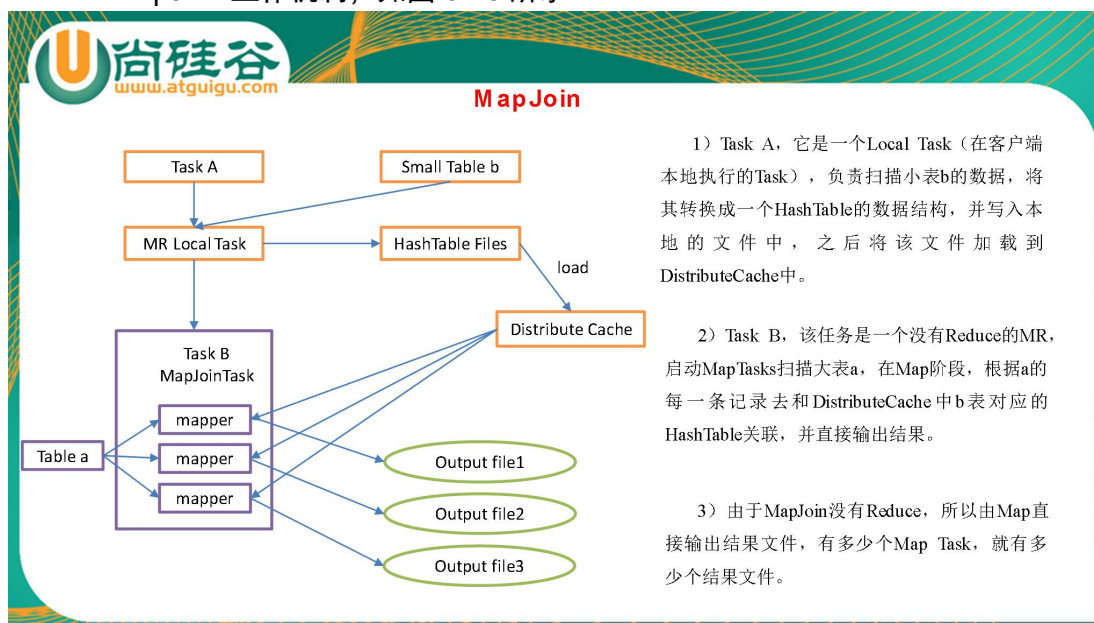 尚硅谷
www.atguigu.com
MapJoin
Task A
Small Table b
MR Local Task
HashTable Files
load
Distribute Cache
Task B
MapJoinTask
mapper
mapper
mapper
Table a
Output file1
Output file2
Output file3
1）Task A，它是一个Local Task（在客户端
本地执行的Task），负责扫描小表b的数据，将
其转换成一个HashTable的数据结构，并写入本
地的文件中，之后将该文件加载到
DistributeCache中。
2）Task B，该任务是一个没有Reduce的MR，
启动MapTasks扫描大表a，在Map阶段，根据a的
每一条记录去和DistributeCache中b表对应的
HashTable关联，并直接输出结果。
3）由于MapJoin没有Reduce，所以由Map直
接输出结果文件，有多少个Map Task，就有多
少个结果文件。